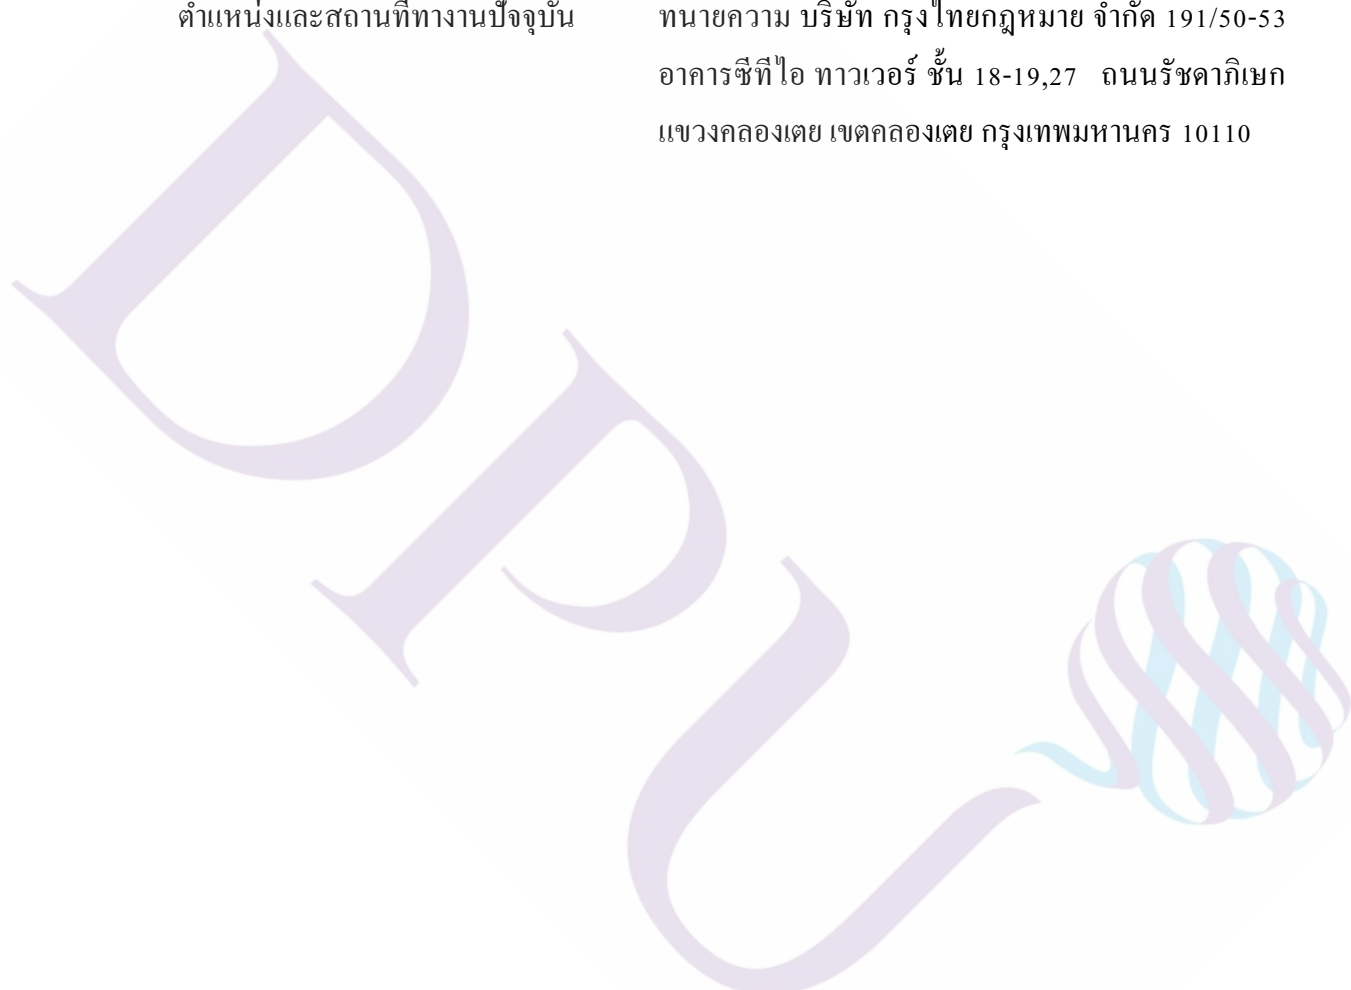 ตำแหน่งและสถานที่ทำงานปัจจุบัน ทนายความ บริษัท กรุงไทยกฎหมาย จำกัด 191/50-53
อาคารซีทีไอ ทาวเวอร์ ชั้น 18-19,27 ถนนรัชดาภิเษก
แขวงคลองเตย เขตคลองเตย กรุงเทพมหานคร 10110
DPU